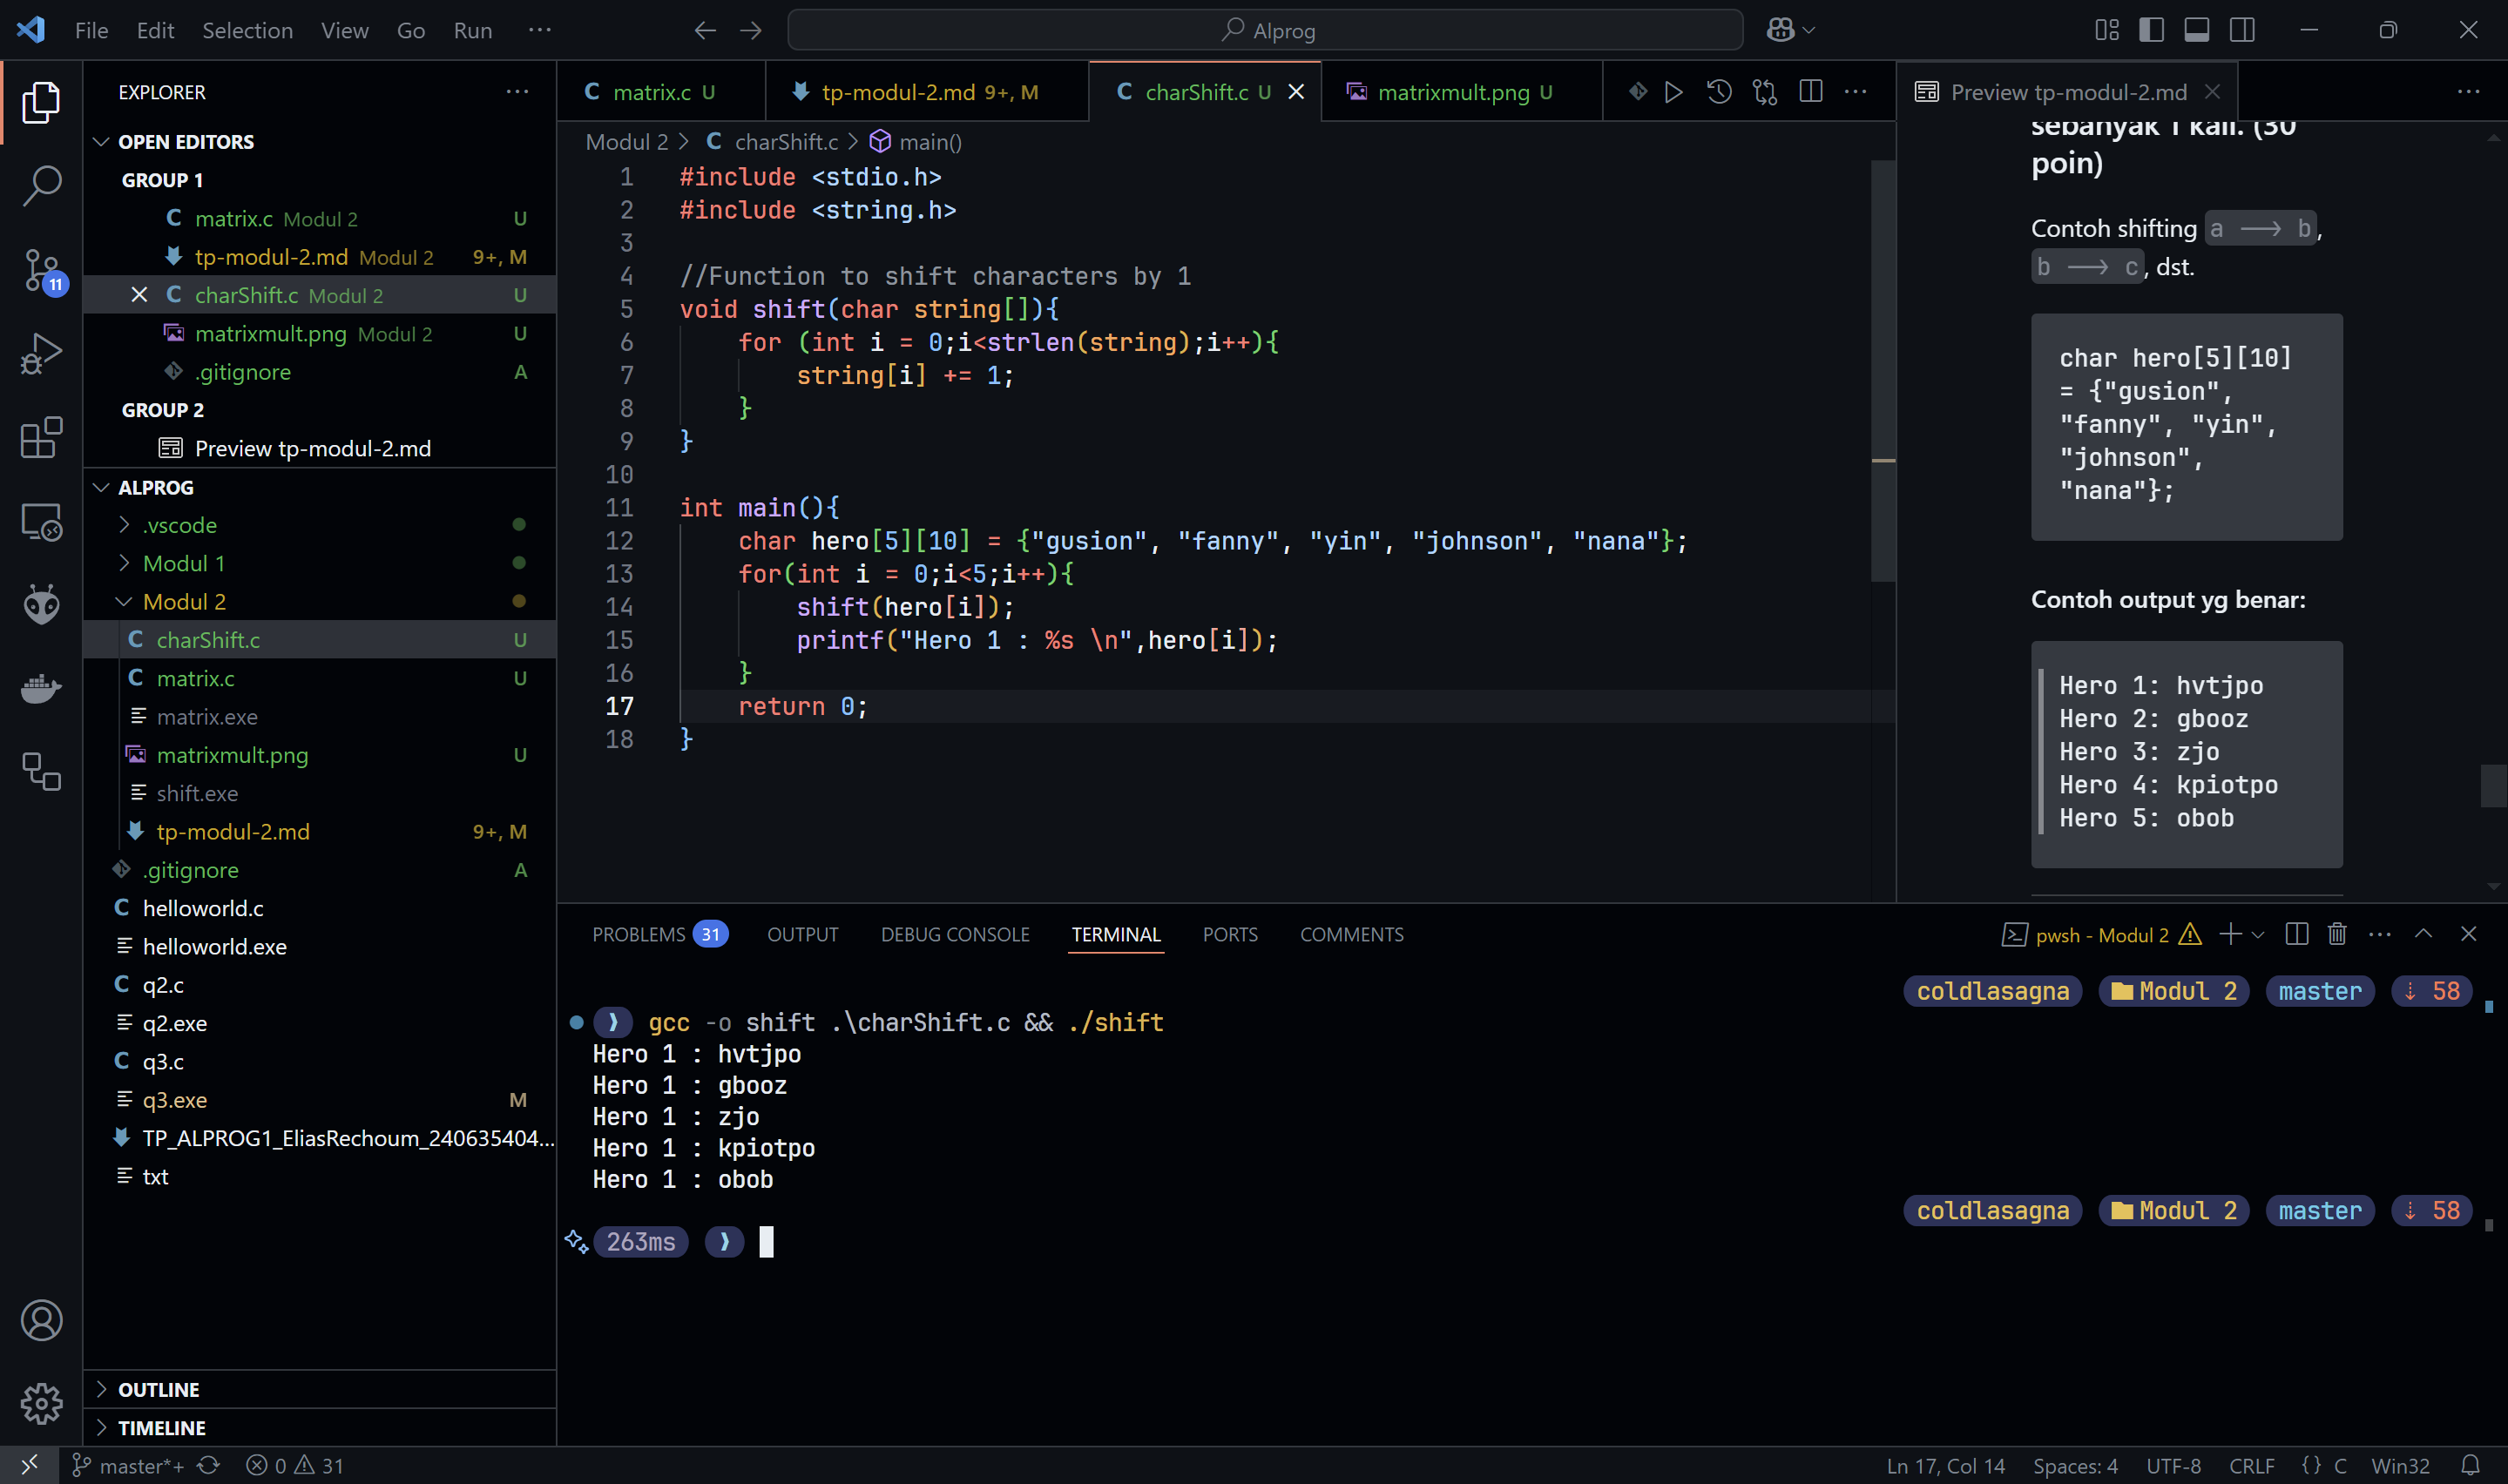 File Edit Selection View Go Run ···
Alprog
EXPLORER
OPEN EDITORS
GROUP 1
C matrix.c Modul 2 U
tp-modul-2.md Modul 2 9+, M
C charShift.c Modul 2 U
matrixmult.png Modul 2 U
.gitignore A
GROUP 2
Preview tp-modul-2.md
ALPROG
.vscode
Modul 1
Modul 2
C charShift.c U
C matrix.c U
matrix.exe
matrixmult.png U
shift.exe
tp-modul-2.md 9+, M
.gitignore A
C helloworld.c
helloworld.exe
C q2.c
q2.exe
C q3.c
q3.exe M
TP_ALPROG1_EliasRechoum_240635404...
txt
OUTLINE
TIMELINE
11
C matrix.c U
tp-modul-2.md 9+, M
C charShift.c U
matrixmult.png U
Modul 2 > C charShift.c > main()
1 #include <stdio.h>
2 #include <string.h>
3
4 //Function to shift characters by 1
5 void shift(char string[]){
6 for (int i = 0;i<strlen(string);i++){
7 string[i] += 1;
8 }
9 }
10
11 int main(){
12 char hero[5][10] = {"gusion", "fanny", "yin", "johnson", "nana"};
13 for(int i = 0;i<5;i++){
14 shift(hero[i]);
15 printf("Hero 1 : %s \n",hero[i]);
16 }
17 return 0;
18 }
Preview tp-modul-2.md
sebanyak 1 kali. (30
poin)
Contoh shifting a --> b,
b --> c, dst.
char hero[5][10]
= {"gusion",
"fanny", "yin",
"johnson",
"nana"};
Contoh output yg benar:
Hero 1: hvtjpo
Hero 2: gbooz
Hero 3: zjo
Hero 4: kpiotpo
Hero 5: obob
PROBLEMS 31 OUTPUT DEBUG CONSOLE TERMINAL PORTS COMMENTS
pwsh - Modul 2
coldlasagna Modul 2 master ↓ 58
❯ gcc -o shift .\charShift.c && ./shift
Hero 1 : hvtjpo
Hero 1 : gbooz
Hero 1 : zjo
Hero 1 : kpiotpo
Hero 1 : obob
coldlasagna Modul 2 master ↓ 58
263ms ❯
master*+ 0 31
Ln 17, Col 14 Spaces: 4 UTF-8 CRLF {} C Win32